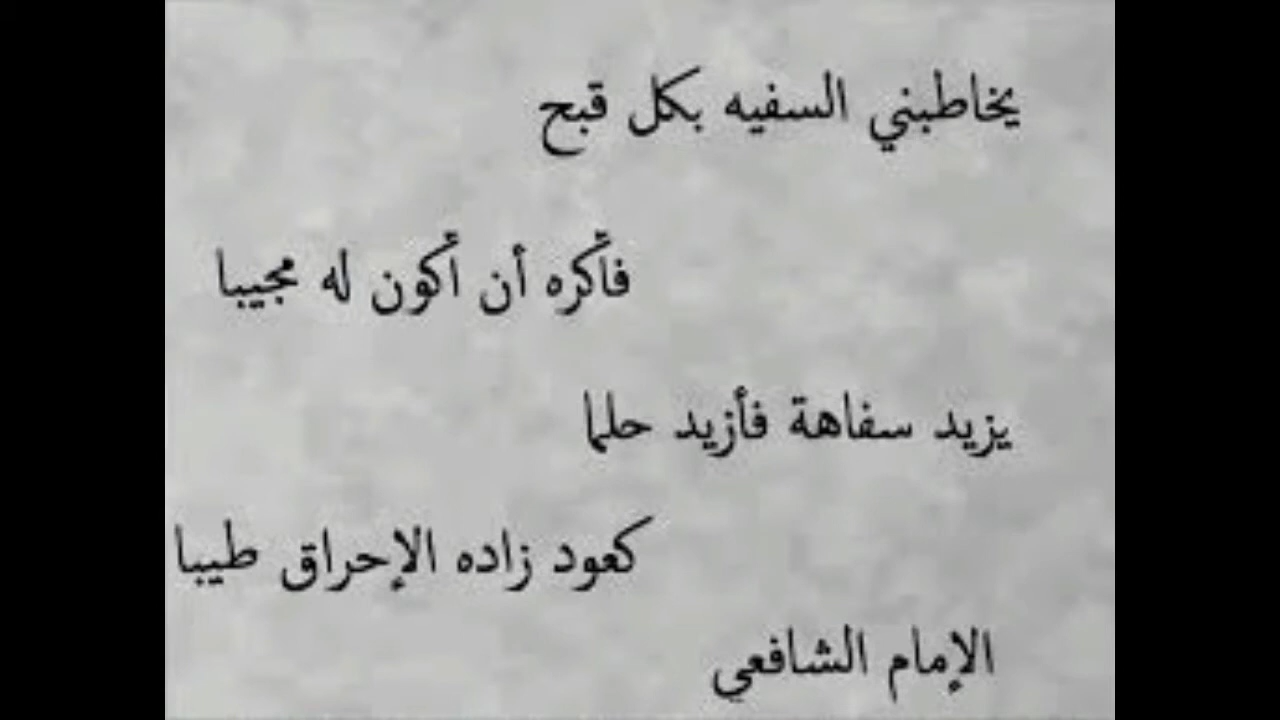 يخاطبني السفيه بكل قبح
فأكره أن أكون له مجيبا
يزيد سفاهة فأزيد حلما
كعود زاده الإحراق طيبا
الإمام الشافعي